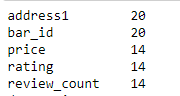 address1 20
bar_id 20
price 14
rating 14
review_count 14